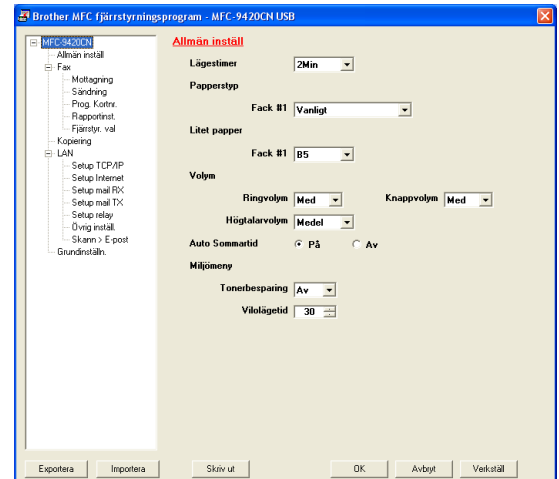 Brother MFC fjärrstyrningsprogram - MFC-9420CN USB
MFC-9420CN
Allmän inställ
Fax
Mottagning
Sändning
Prog. Kortnr.
Rapportinst.
Fjärrstyr. val
Kopiering
LAN
Setup TCP/IP
Setup Internet
Setup mail RX
Setup mail TX
Setup relay
Övrig inställ.
Skann > E-post
Grundinställn.
Allmän inställ
Lägestimer 2Min
Papperstyp
Fack #1 Vanligt
Litet papper
Fack #1 B5
Volym
Ringvolym Med Knappvolym Med
Högtalarvolym Medel
Auto Sommartid På Av
Miljömeny
Tonerbesparing Av
Vilolägetid 30
Exportera Importera Skriv ut OK Avbryt Verkställ